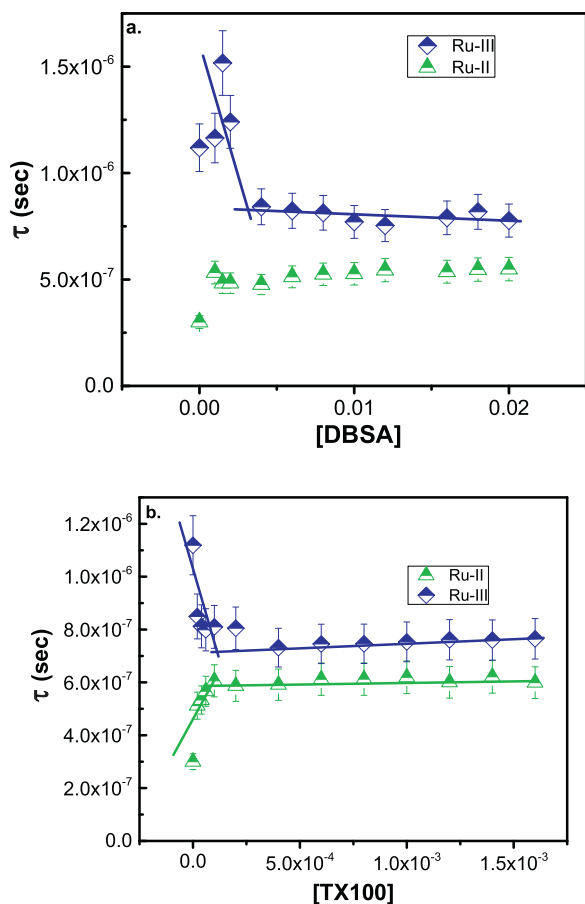 a.
Ru-III
Ru-II
1.5x10⁻⁶
1.0x10⁻⁶
5.0x10⁻⁷
0.0
τ (sec)
0.00
0.01
0.02
[DBSA]
b.
Ru-II
Ru-III
1.2x10⁻⁶
1.0x10⁻⁶
8.0x10⁻⁷
6.0x10⁻⁷
4.0x10⁻⁷
2.0x10⁻⁷
0.0
τ (sec)
0.0
5.0x10⁻⁴
1.0x10⁻³
1.5x10⁻³
[TX100]